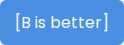 [B is better]